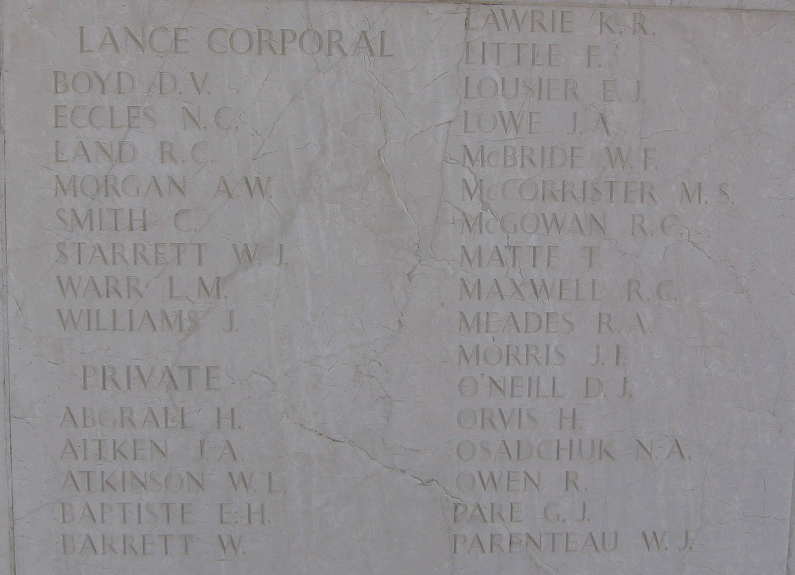 LANCE CORPORAL
BOYD D.V.
ECCLES N.C.
LAND R.C.
MORGAN A.W.
SMITH C.
STARRETT W.J.
WARR L.M.
WILLIAMS J.
PRIVATE
ABGRALL H.
AITKEN J.A.
ATKINSON W.L.
BAPTISTE E.H.
BARRETT W.
LAWRIE K.R.
LITTLE F.
LOUSIER E.J.
LOWE J.A.
McBRIDE W.F.
McCORRISTER M.S.
McGOWAN R.C.
MATTE T.
MAXWELL R.C.
MEADES R.A.
MORRIS J.I.
O'NEILL D.J.
ORVIS H.
OSADCHUK N.A.
OWEN R.
PARE G.J.
PARENTEAU W.J.